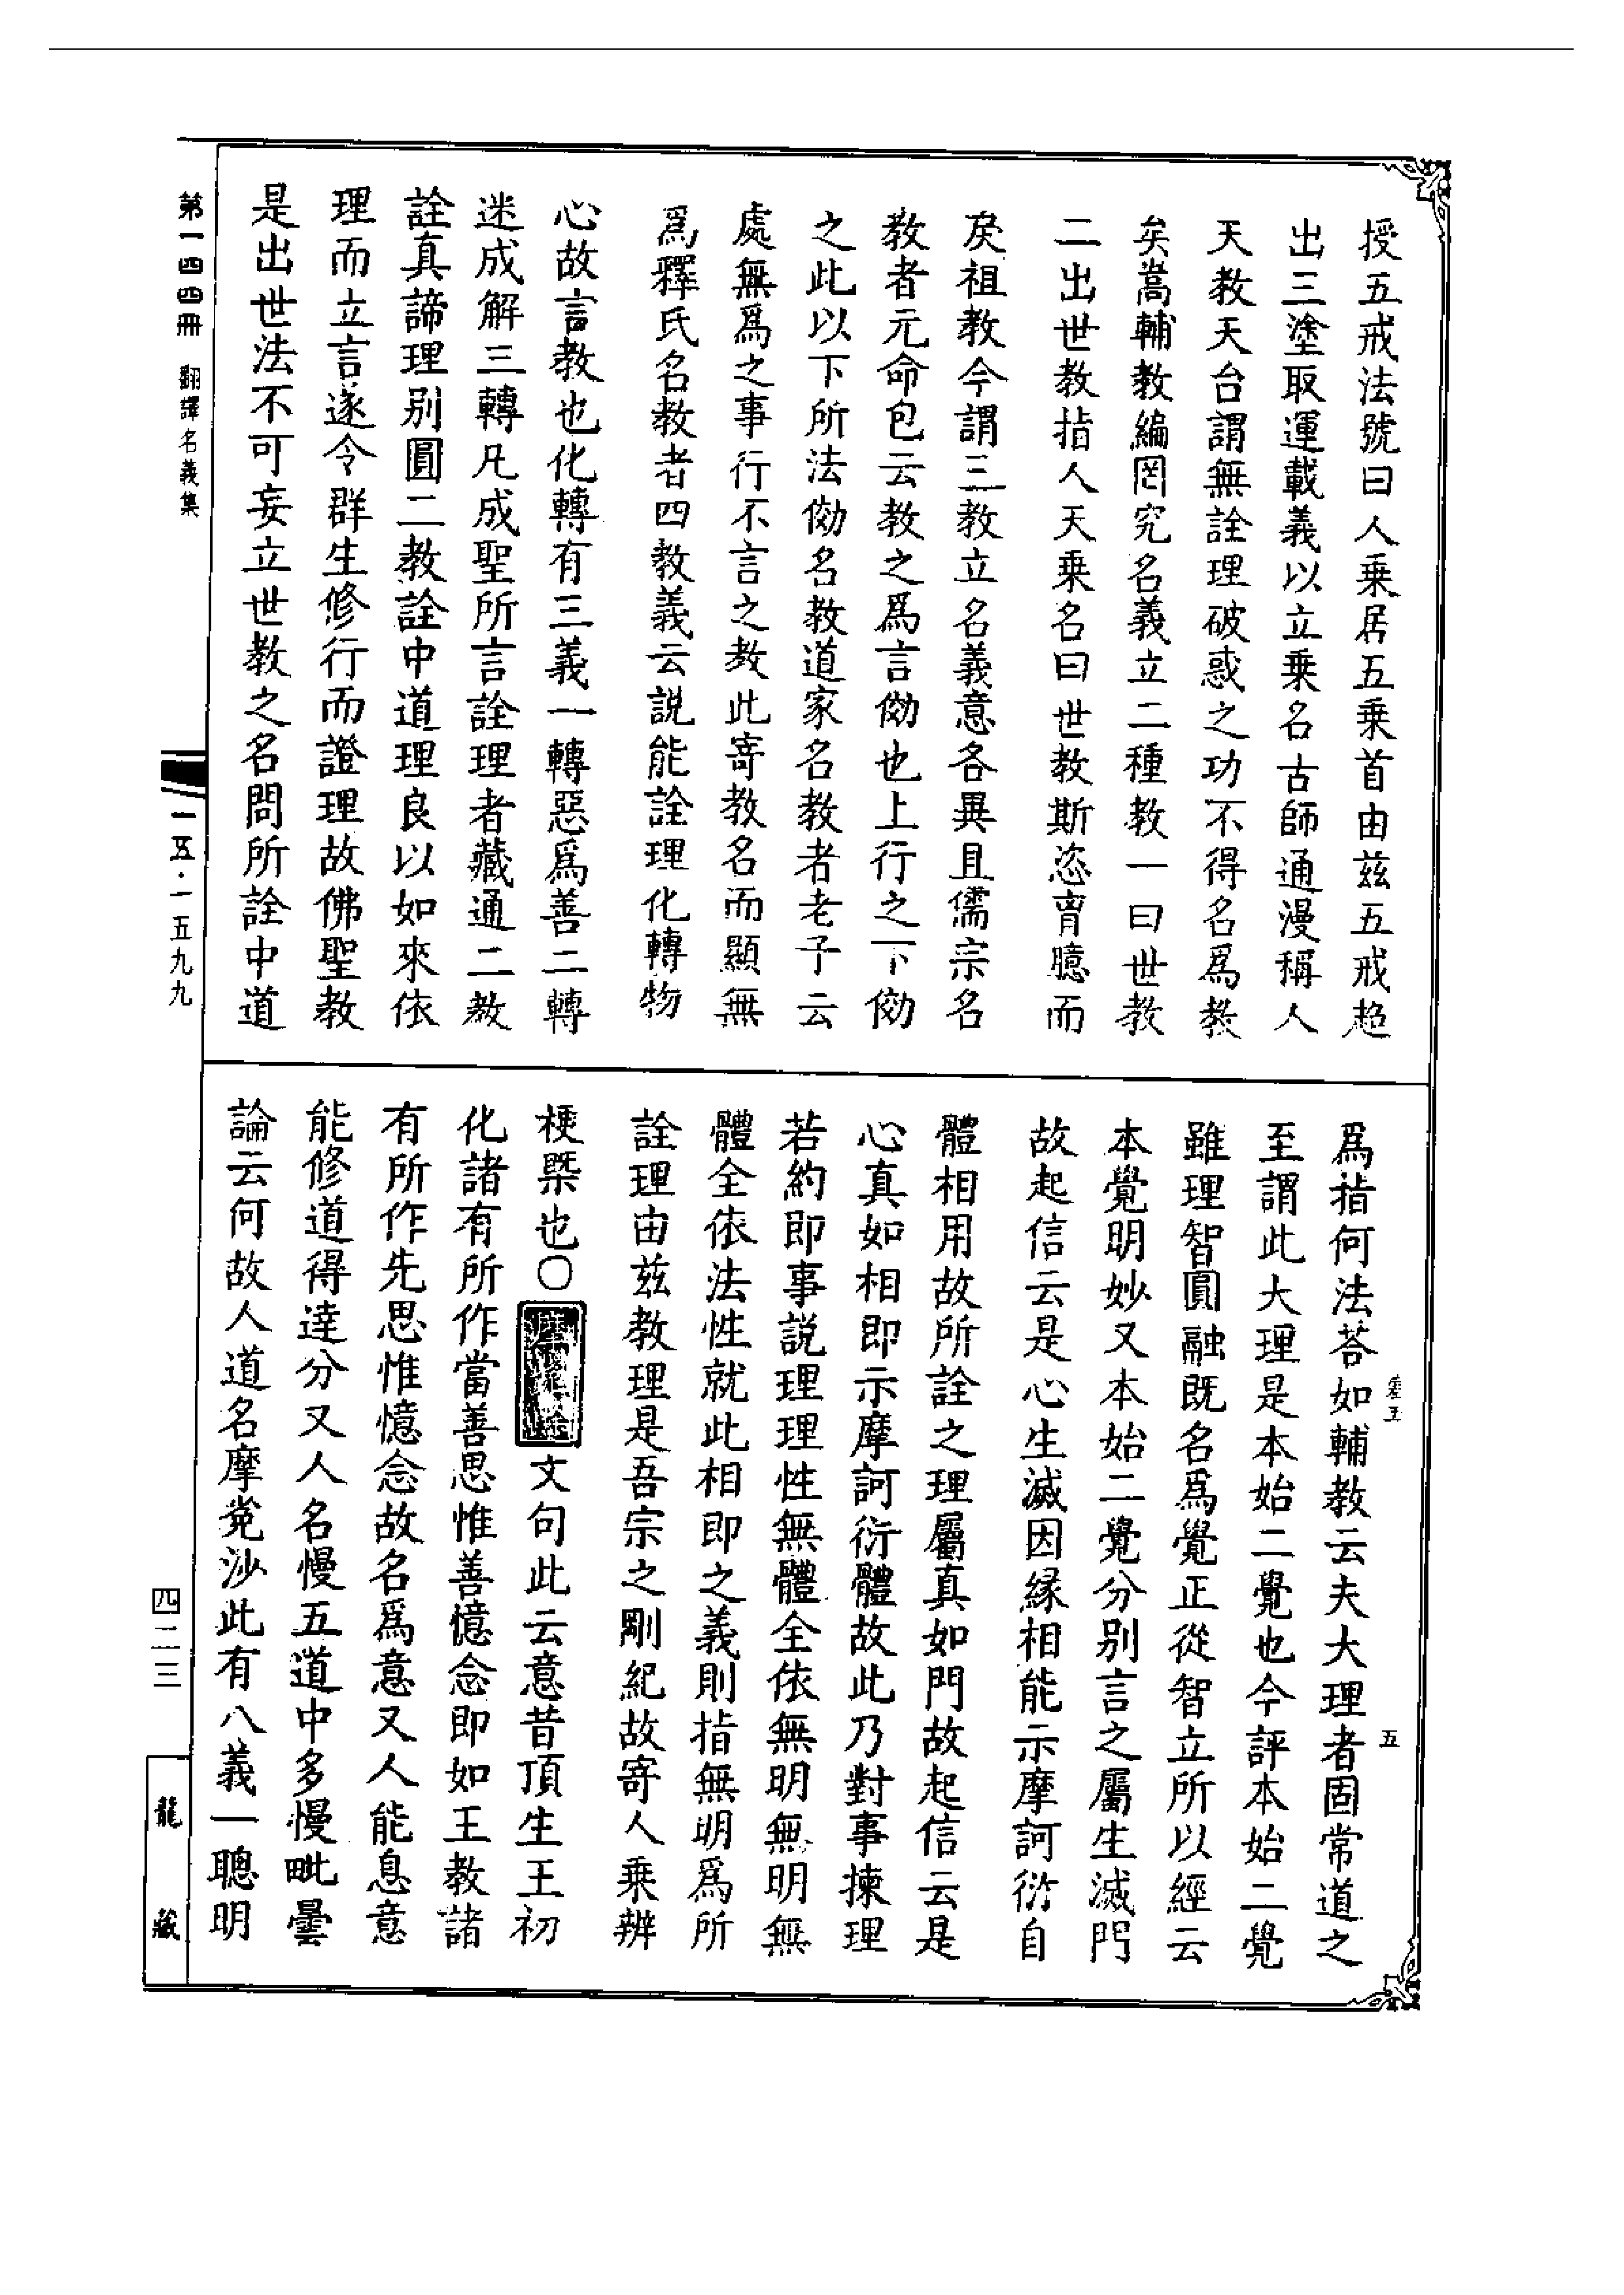 授五戒法號曰人乗居五乗首由兹五戒趍
出三塗取運載義以立乗名古師通漫稱人
天教天台謂無詮理破惑之功不得名爲教
矣嵩輔教編罔究名義立二種教一曰世教
二出世教指人天乗名曰世教斯恣胷臆而
矦祖教今謂三教立名義意各異且儒宗名
教者元命包云教之爲言俲也上行之下俲
之此以下所法俲名教道家名教者老子云
處無爲之事行不言之教此寄教名而顯無
爲釋氏名教者四教義云説能詮理化轉物
心故言教也化轉有三義一轉惡爲善二轉
迷成解三轉凡成聖所言詮理者藏通二教
詮真諦理别圓二教詮中道理良以如來依
理而立言遂令群生修行而證理故佛聖教
是出世法不可妄立世教之名問所詮中道
爲指何法荅如輔教云夫大理者固常道之
至謂此大理是本始二覺也今評本始二覺
雖理智圓融既名爲覺正從智立所以經云
本覺明妙又本始二覺分别言之屬生滅門
故起信云是心生滅因緣相能示摩訶衍自
體相用故所詮之理屬真如門故起信云是
心真如相即示摩訶衍體故此乃對事揀理
若約即事説理理性無體全依無明無明無
體全依法性就此相即之義則指無明爲所
詮理由兹教理是吾宗之剛紀故寄人乗辨
梗槩也〇文句此云意昔頂生王初
化諸有所作當善思惟善憶念即如王教諸
有所作先思惟憶念故名爲意又人能息意
能修道得逹分又人名慢五道中多慢毗曇
論云何故人道名摩㝹沙此有八義一聰明
五
第一四四冊 翻譯名義集
一五·一五九九
四二三
龍藏